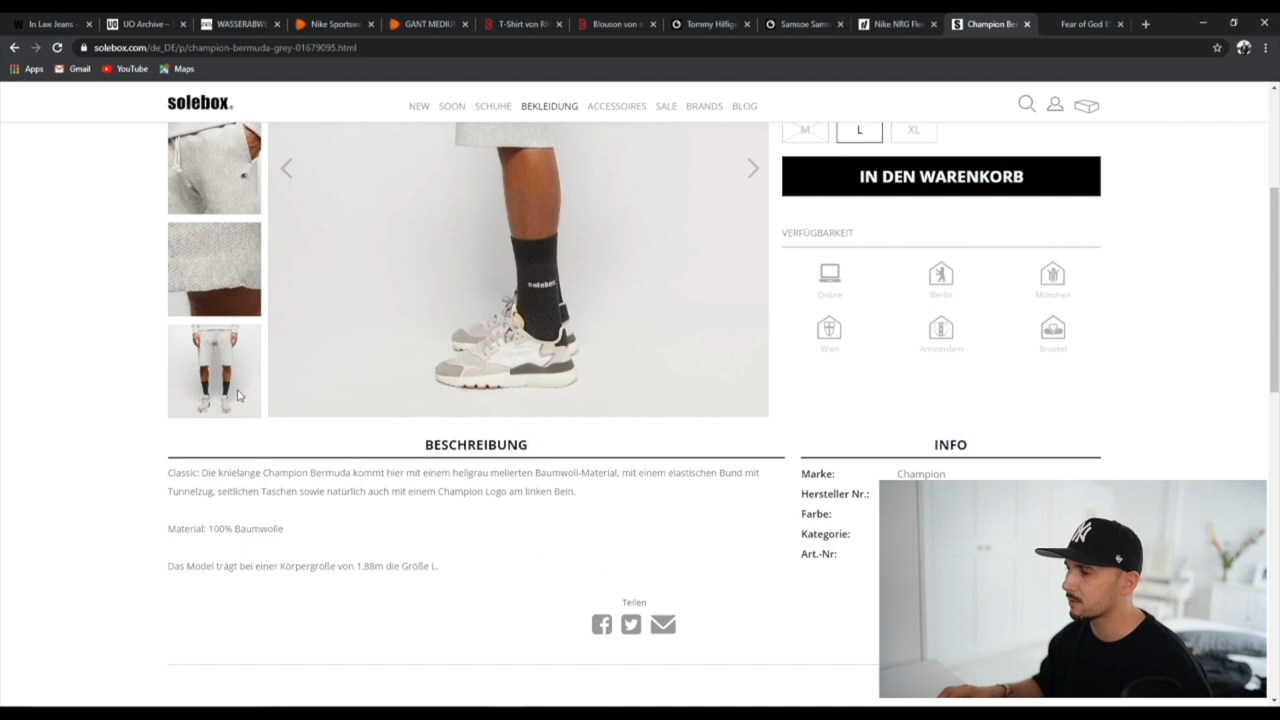 In Law Jeans -
UO Archive –
WASSERABW
Nike Sportsw
GANT MEDIU
T-Shirt von R
Blouson von s
Tommy Hilfig
Samsoe Sams
Nike NRG Fle
Champion Be
Fear of God E
solebox.com/de_DE/p/champion-bermuda-grey-01679095.html
Apps
Gmail
YouTube
Maps
solebox.
NEW
SOON
SCHUHE
BEKLEIDUNG
ACCESSOIRES
SALE
BRANDS
BLOG
M
L
XL
IN DEN WARENKORB
VERFÜGBARKEIT
Online
Berlin
München
Wien
Amsterdam
Brüssel
solebox
BESCHREIBUNG
Classic: Die knielange Champion Bermuda kommt hier mit einem hellgrau melierten Baumwoll-Material, mit einem elastischen Bund mit
Tunnelzug, seitlichen Taschen sowie natürlich auch mit einem Champion Logo am linken Bein.
Material: 100% Baumwolle
Das Model trägt bei einer Körpergröße von 1,88m die Größe L.
INFO
Marke: Champion
Hersteller Nr.:
Farbe:
Kategorie:
Art.-Nr:
Teilen
NY